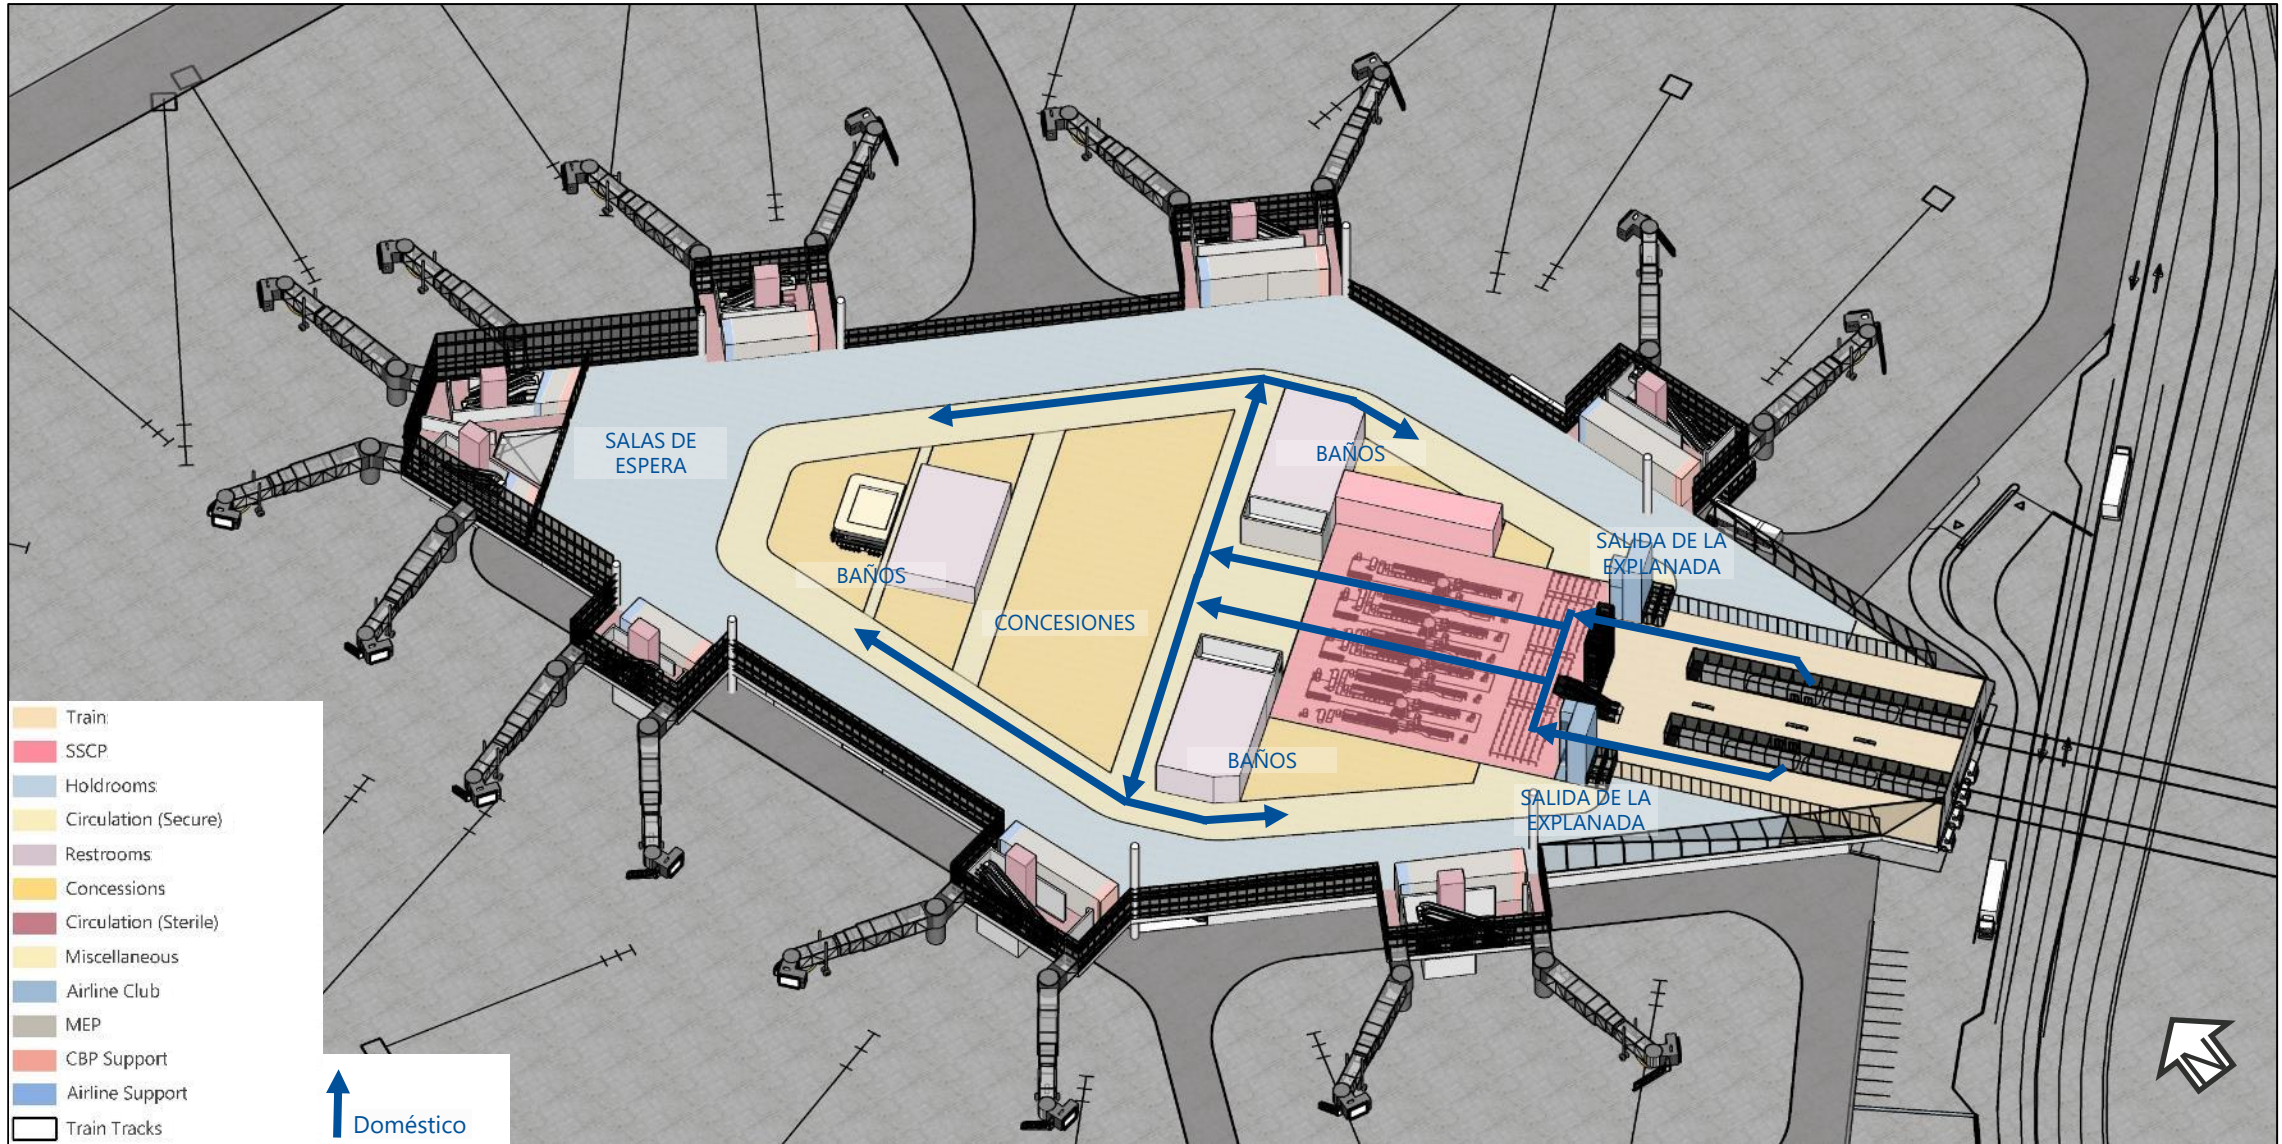 SALAS DE
ESPERA
BAÑOS
SALIDA DE LA
EXPLANADA
BAÑOS
CONCESIONES
BAÑOS
SALIDA DE LA
EXPLANADA
Train
SSCP
Holdrooms
Circulation (Secure)
Restrooms
Concessions
Circulation (Sterile)
Miscellaneous
Airline Club
MEP
CBP Support
Airline Support
Train Tracks
Doméstico
N